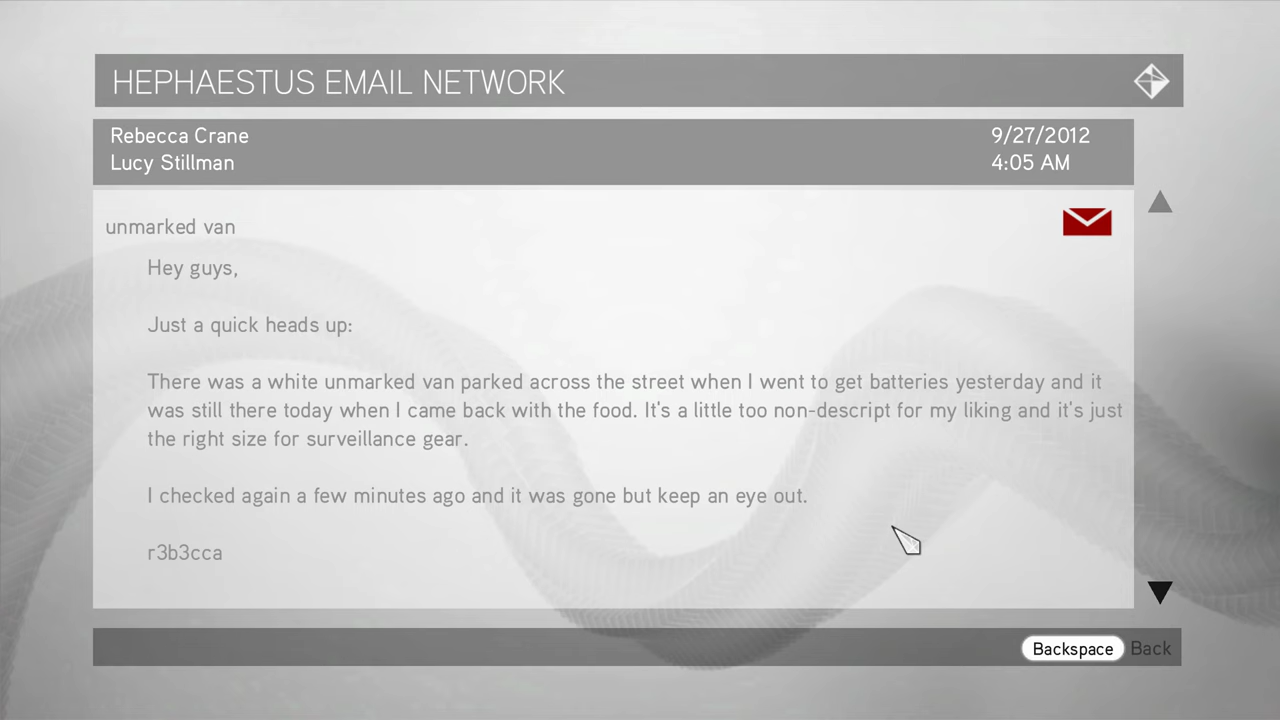 HEPHAESTUS EMAIL NETWORK
Rebecca Crane
9/27/2012
Lucy Stillman
4:05 AM
unmarked van
Hey guys,
Just a quick heads up:
There was a white unmarked van parked across the street when I went to get batteries yesterday and it
was still there today when I came back with the food. It's a little too non-descript for my liking and it's just
the right size for surveillance gear.
I checked again a few minutes ago and it was gone but keep an eye out.
r3b3cca
Backspace Back